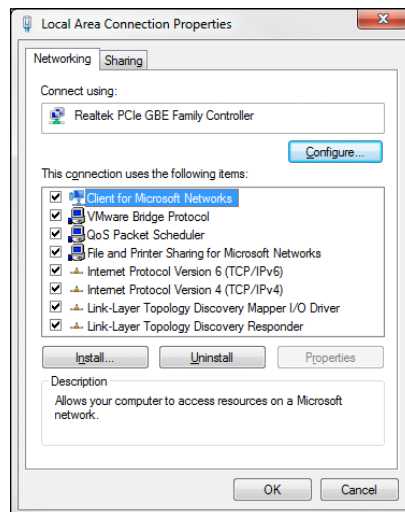 Local Area Connection Properties
Networking
Sharing
Connect using:
Realtek PCIe GBE Family Controller
Configure...
This connection uses the following items:
Client for Microsoft Networks
VMware Bridge Protocol
QoS Packet Scheduler
File and Printer Sharing for Microsoft Networks
Internet Protocol Version 6 (TCP/IPv6)
Internet Protocol Version 4 (TCP/IPv4)
Link-Layer Topology Discovery Mapper I/O Driver
Link-Layer Topology Discovery Responder
Install...
Uninstall
Properties
Description
Allows your computer to access resources on a Microsoft
network.
OK
Cancel